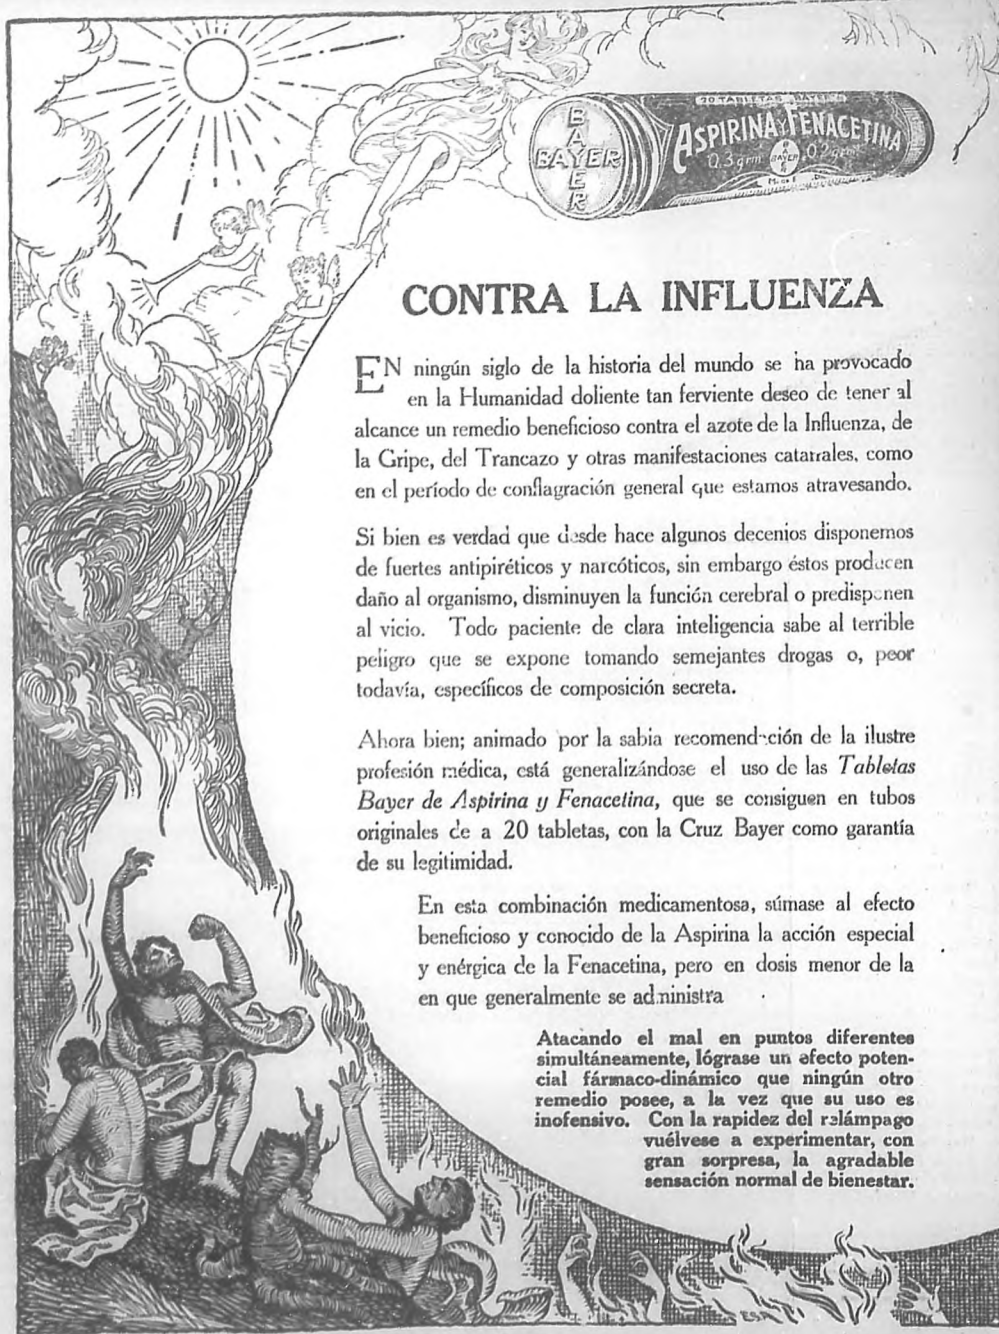 20 TABLETAS BAYER
ASPIRINA Y FENACETINA
0,3 grm
BAYER
BAYER
BAYER
BAYER
CONTRA LA INFLUENZA
EN ningún siglo de la historia del mundo se ha provocado
en la Humanidad doliente tan ferviente deseo de tener al
alcance un remedio beneficioso contra el azote de la Influenza, de
la Gripe, del Trancazo y otras manifestaciones catarrales, como
en el período de conflagración general que estamos atravesando.
Si bien es verdad que desde hace algunos decenios disponemos
de fuertes antipiréticos y narcóticos, sin embargo éstos producen
daño al organismo, disminuyen la función cerebral o predisponen
al vicio. Todo paciente de clara inteligencia sabe al terrible
peligro que se expone tomando semejantes drogas o, peor
todavía, específicos de composición secreta.
Ahora bien; animado por la sabia recomendación de la ilustre
profesión médica, está generalizándose el uso de las Tabletas
Bayer de Aspirina y Fenacetina, que se consiguen en tubos
originales de a 20 tabletas, con la Cruz Bayer como garantía
de su legitimidad.
En esta combinación medicamentosa, súmase al efecto
beneficioso y conocido de la Aspirina la acción especial
y enérgica de la Fenacetina, pero en dosis menor de la
en que generalmente se administra
Atacando el mal en puntos diferentes
simultáneamente, lógrase un efecto poten-
cial fármaco-dinámico que ningún otro
remedio posee, a la vez que su uso es
inofensivo. Con la rapidez del relámpago
vuélvese a experimentar, con
gran sorpresa, la agradable
sensación normal de bienestar.